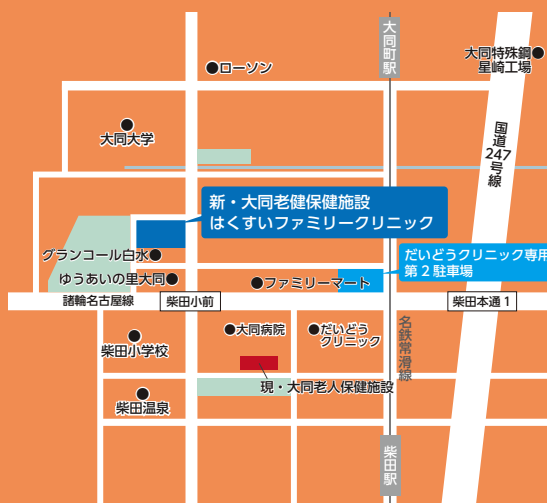 大同町駅
大同特殊鋼
星崎工場
ローソン
大同大学
国道247号線
新・大同老健保健施設
はくすいファミリークリニック
グランコール白水
だいどうクリニック専用
第2駐車場
ゆうあいの里大同
ファミリーマート
諸輪名古屋線
柴田小前
柴田本通1
大同病院
だいどう
クリニック
名鉄常滑線
柴田小学校
現・大同老人保健施設
柴田温泉
柴田駅